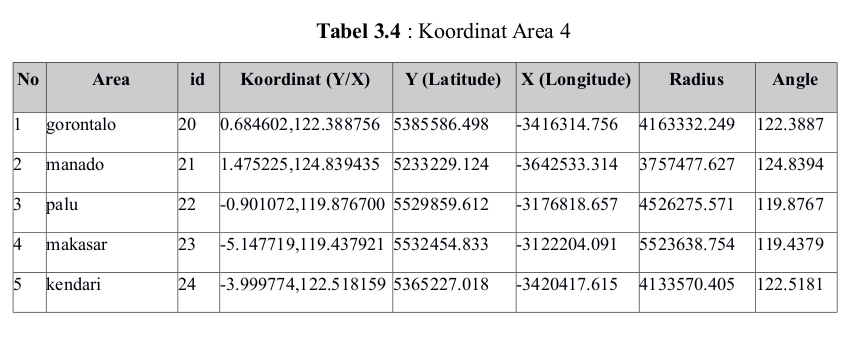 Tabel 3.4 : Koordinat Area 4
No Area id Koordinat (Y/X) Y (Latitude) X (Longitude) Radius Angle
1 gorontalo 20 0.684602,122.388756 5385586.498 -3416314.756 4163332.249 122.3887
2 manado 21 1.475225,124.839435 5233229.124 -3642533.314 3757477.627 124.8394
3 palu 22 -0.901072,119.876700 5529859.612 -3176818.657 4526275.571 119.8767
4 makasar 23 -5.147719,119.437921 5532454.833 -3122204.091 5523638.754 119.4379
5 kendari 24 -3.999774,122.518159 5365227.018 -3420417.615 4133570.405 122.5181